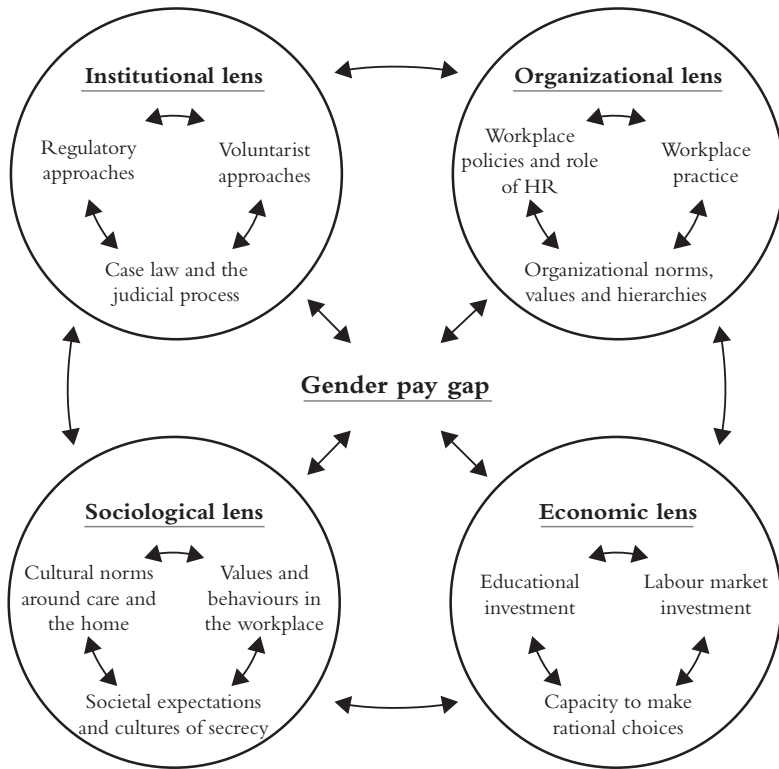 Institutional lens
Regulatory
approaches
Voluntarist
approaches
Case law and the
judicial process
Organizational lens
Workplace
policies and role
of HR
Workplace
practice
Organizational norms,
values and hierarchies
Gender pay gap
Sociological lens
Cultural norms
around care and
the home
Values and
behaviours in
the workplace
Societal expectations
and cultures of secrecy
Economic lens
Educational
investment
Labour market
investment
Capacity to make
rational choices